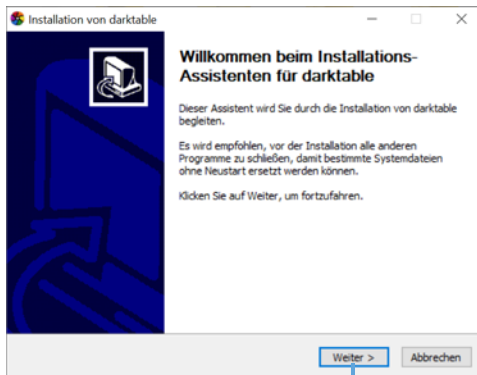 Installation von darktable
Willkommen beim Installations-
Assistenten für darktable
Dieser Assistent wird Sie durch die Installation von darktable
begleiten.
Es wird empfohlen, vor der Installation alle anderen
Programme zu schließen, damit bestimmte Systemdateien
ohne Neustart ersetzt werden können.
Klicken Sie auf Weiter, um fortzufahren.
Weiter >
Abbrechen